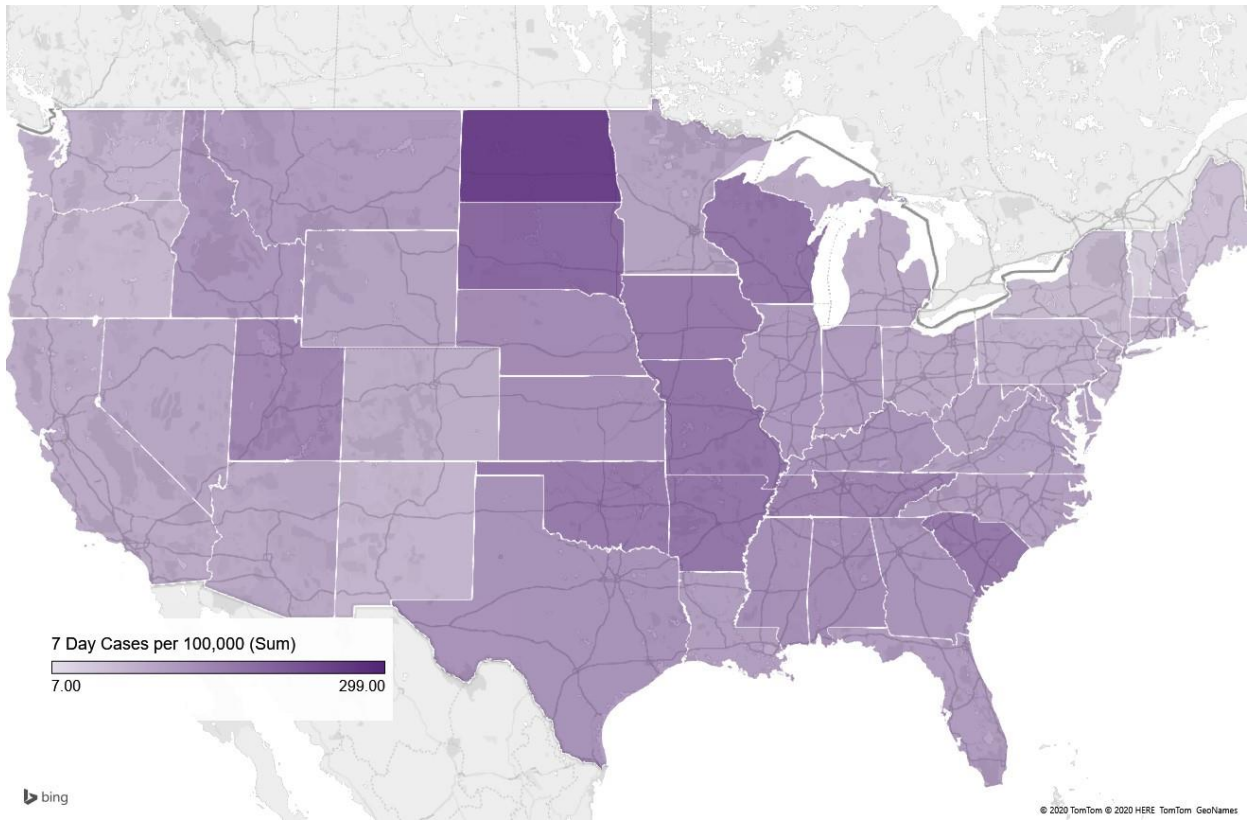 7 Day Cases per 100,000 (Sum)
7.00 299.00
bing
© 2020 TomTom © 2020 HERE TomTom GeoNames